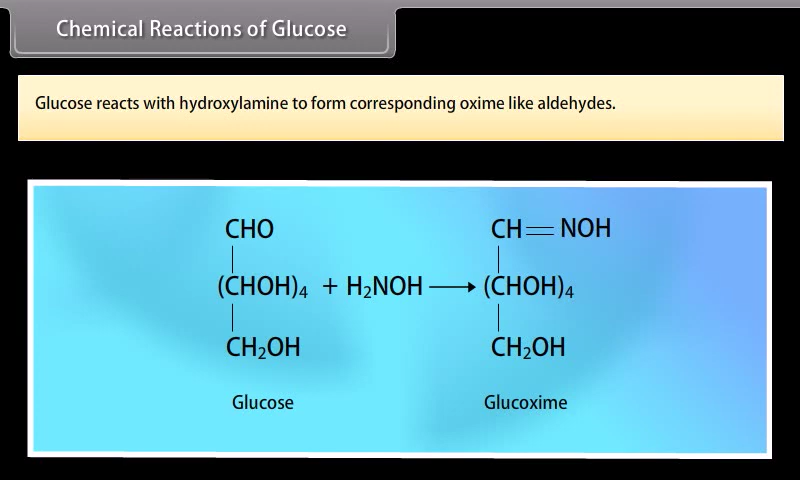 Chemical Reactions of Glucose
Glucose reacts with hydroxylamine to form corresponding oxime like aldehydes.
CHO CH=NOH
(CHOH)₄ + H₂NOH → (CHOH)₄
CH₂OH CH₂OH
Glucose Glucoxime